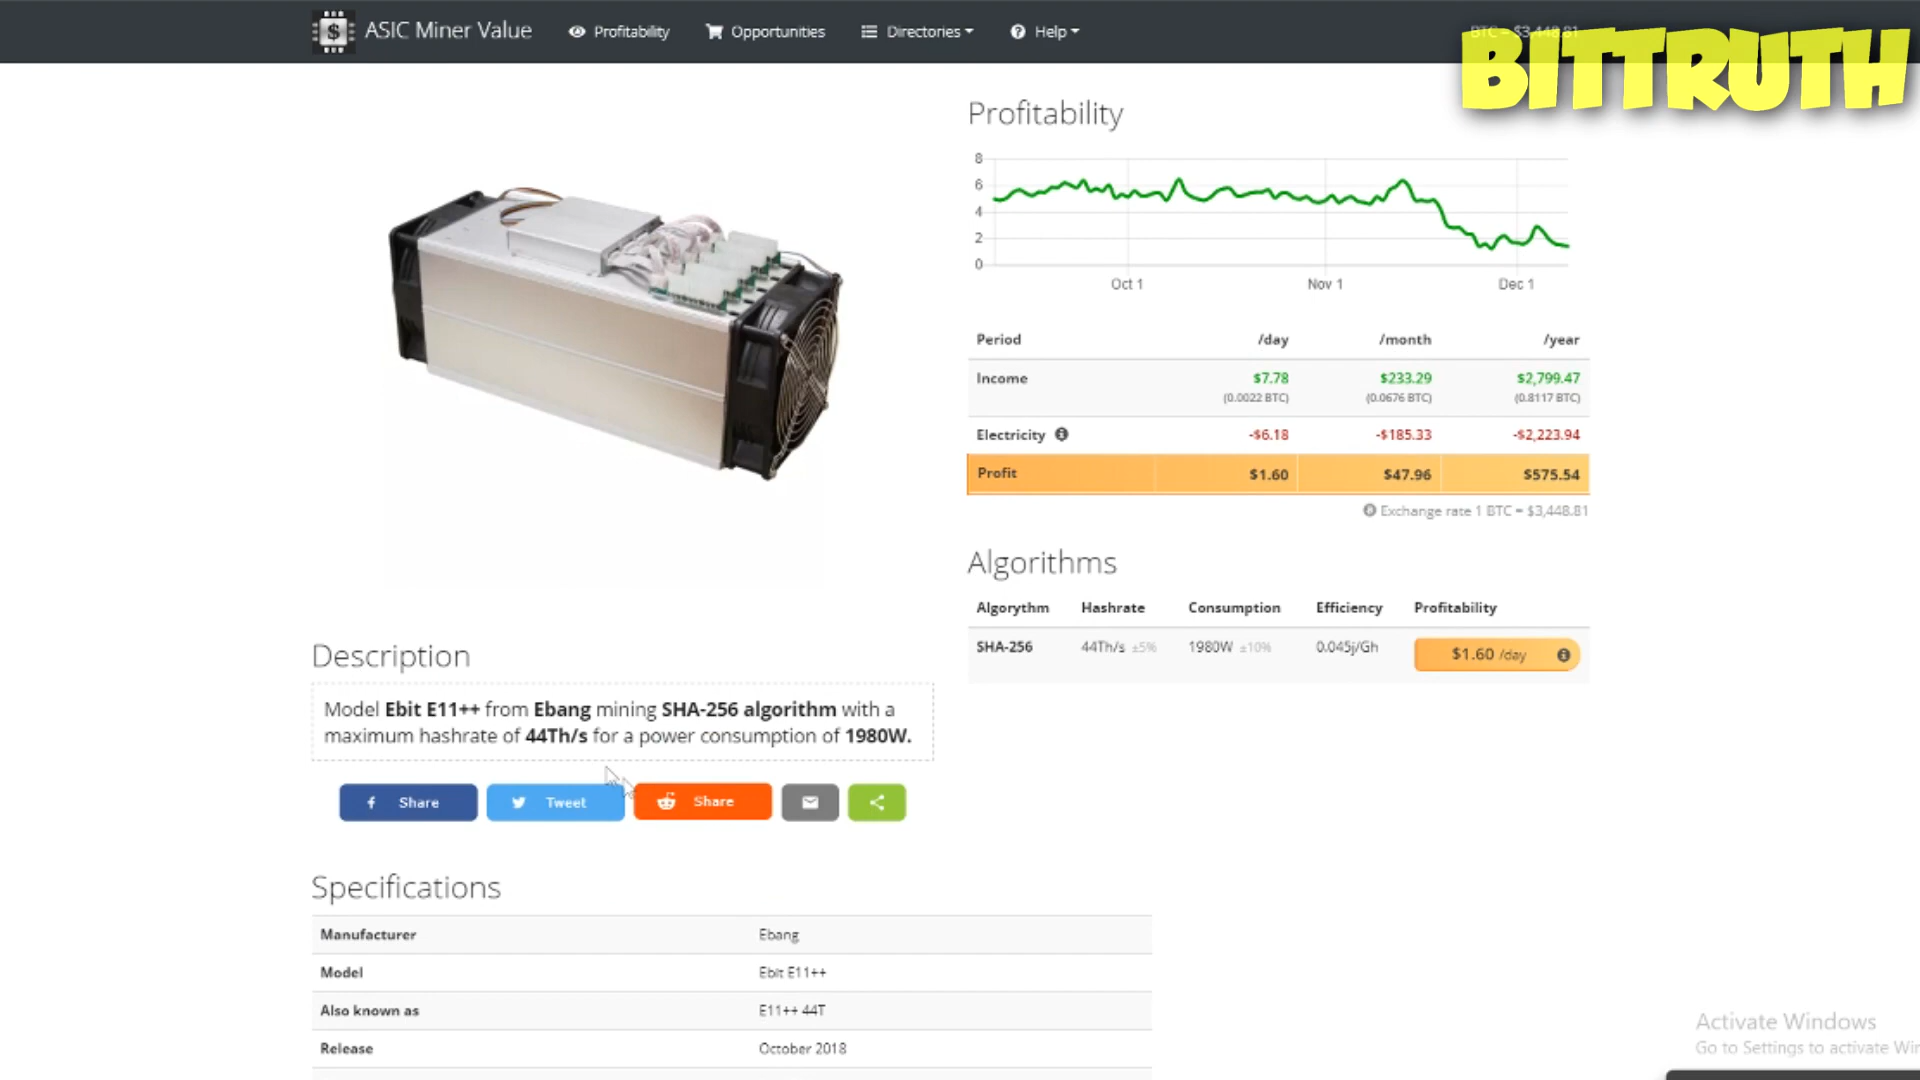 ASIC Miner Value
Profitability
Opportunities
Directories
Help
BTC = $3,448.81
BITTRUTH
Profitability
8
6
4
2
0
Oct 1
Nov 1
Dec 1
Period /day /month /year
Income $7.78 $233.29 $2,799.47
(0.0022 BTC) (0.0676 BTC) (0.8117 BTC)
Electricity -$6.18 -$185.33 -$2,223.94
Profit $1.60 $47.96 $575.54
Exchange rate 1 BTC = $3,448.81
Algorithms
Algorythm Hashrate Consumption Efficiency Profitability
SHA-256 44Th/s ±5% 1980W ±10% 0.045j/Gh $1.60 /day
Description
Model Ebit E11++ from Ebang mining SHA-256 algorithm with a
maximum hashrate of 44Th/s for a power consumption of 1980W.
Share
Tweet
Share
Specifications
Manufacturer Ebang
Model Ebit E11++
Also known as E11++ 44T
Release October 2018
Activate Windows
Go to Settings to activate Win